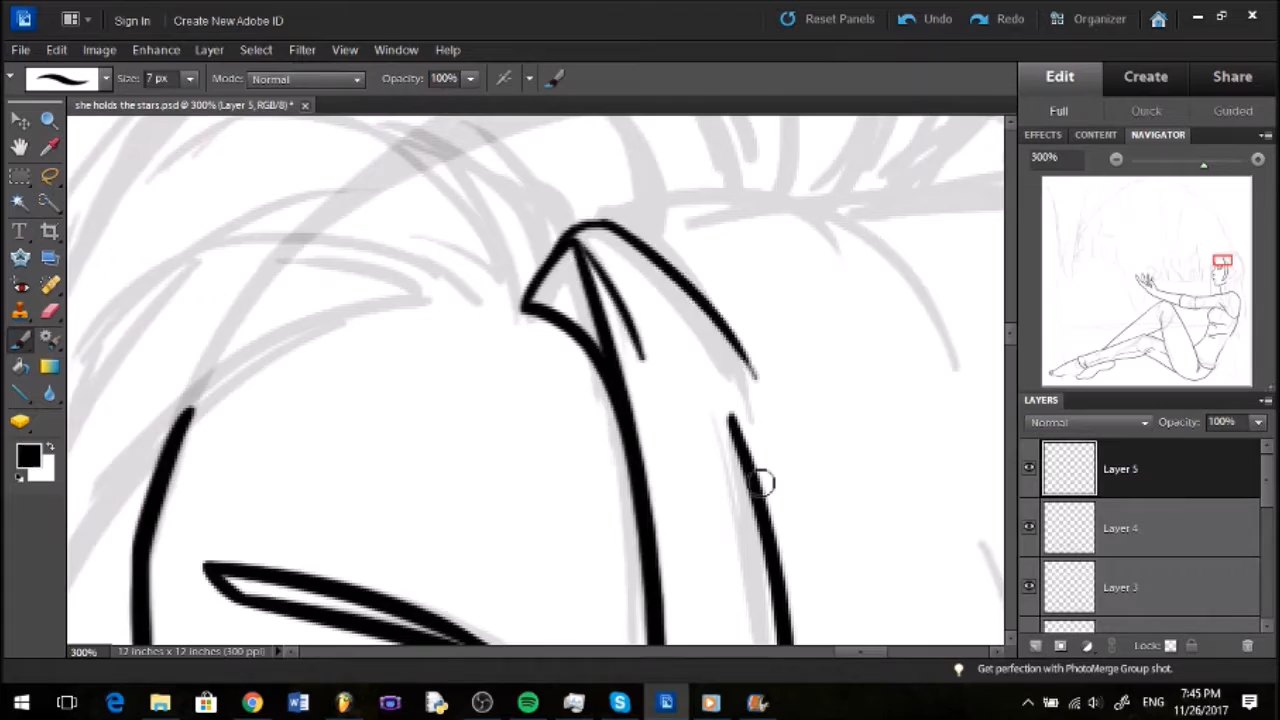 Sign In Create New Adobe ID Reset Panels Undo Redo Organizer
File Edit Image Enhance Layer Select Filter View Window Help
Size: 7 px Mode: Normal Opacity: 100%
Edit Create Share
she holds the stars.psd @ 300% (Layer 5, RGB/8) *
Full Quick Guided
EFFECTS CONTENT NAVIGATOR
300%
LAYERS
Normal Opacity: 100%
Layer 5
Layer 4
Layer 3
Lock:
300% 12 inches x 12 inches (300 ppi)
Get perfection with PhotoMerge Group shot.
ENG
7:45 PM
11/26/2017